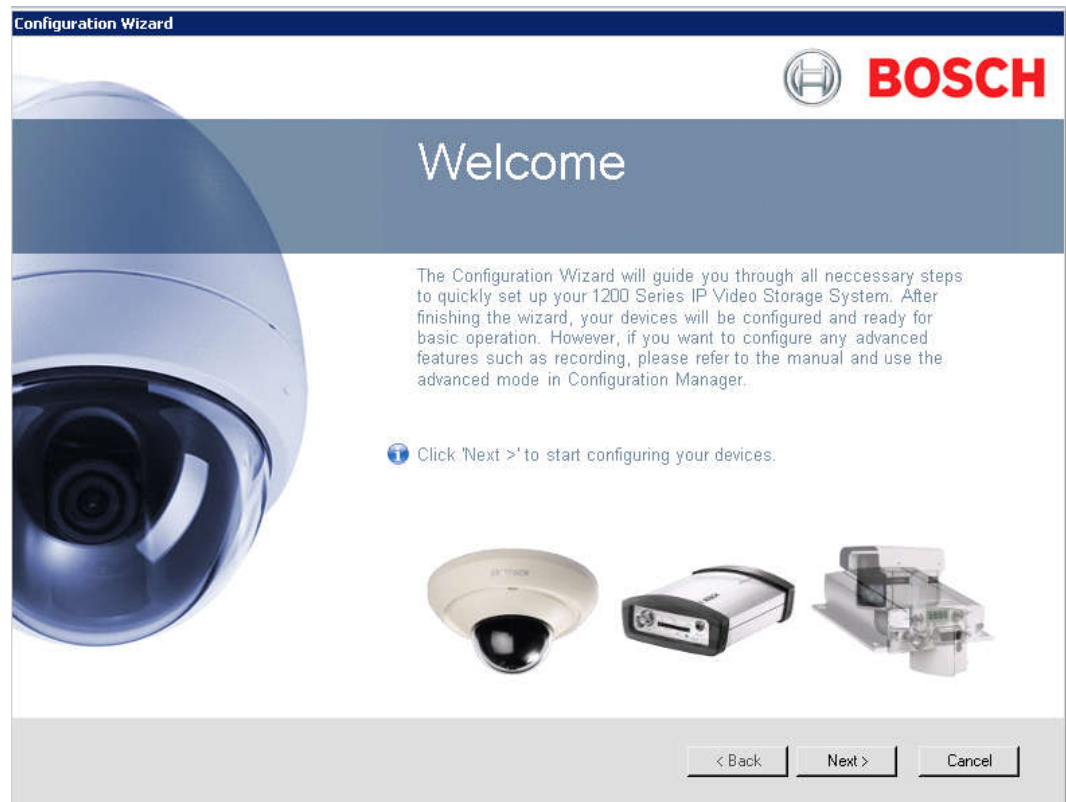 Configuration Wizard
BOSCH
Welcome
The Configuration Wizard will guide you through all neccessary steps
to quickly set up your 1200 Series IP Video Storage System. After
finishing the wizard, your devices will be configured and ready for
basic operation. However, if you want to configure any advanced
features such as recording, please refer to the manual and use the
advanced mode in Configuration Manager.
Click 'Next >' to start configuring your devices.
< Back
Next >
Cancel